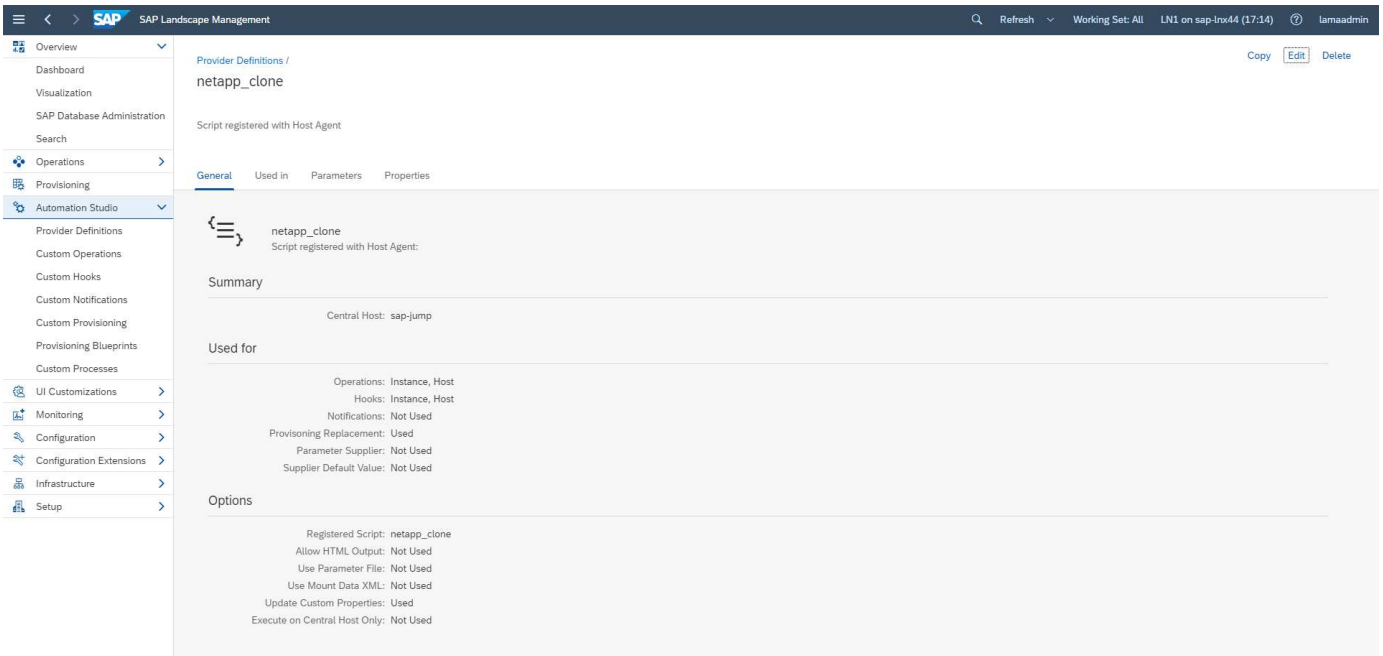 SAP SAP Landscape Management Refresh Working Set: All LN1 on sap-lnx44 (17:14) lamaadmin
Overview
Dashboard
Visualization
SAP Database Administration
Search
Operations
Provisioning
Automation Studio
Provider Definitions
Custom Operations
Custom Hooks
Custom Notifications
Custom Provisioning
Provisioning Blueprints
Custom Processes
UI Customizations
Monitoring
Configuration
Configuration Extensions
Infrastructure
Setup
Provider Definitions /
Copy Edit Delete
netapp_clone
Script registered with Host Agent
General Used in Parameters Properties
netapp_clone
Script registered with Host Agent:
Summary
Central Host: sap-jump
Used for
Operations: Instance, Host
Hooks: Instance, Host
Notifications: Not Used
Provisoning Replacement: Used
Parameter Supplier: Not Used
Supplier Default Value: Not Used
Options
Registered Script: netapp_clone
Allow HTML Output: Not Used
Use Parameter File: Not Used
Use Mount Data XML: Not Used
Update Custom Properties: Used
Execute on Central Host Only: Not Used